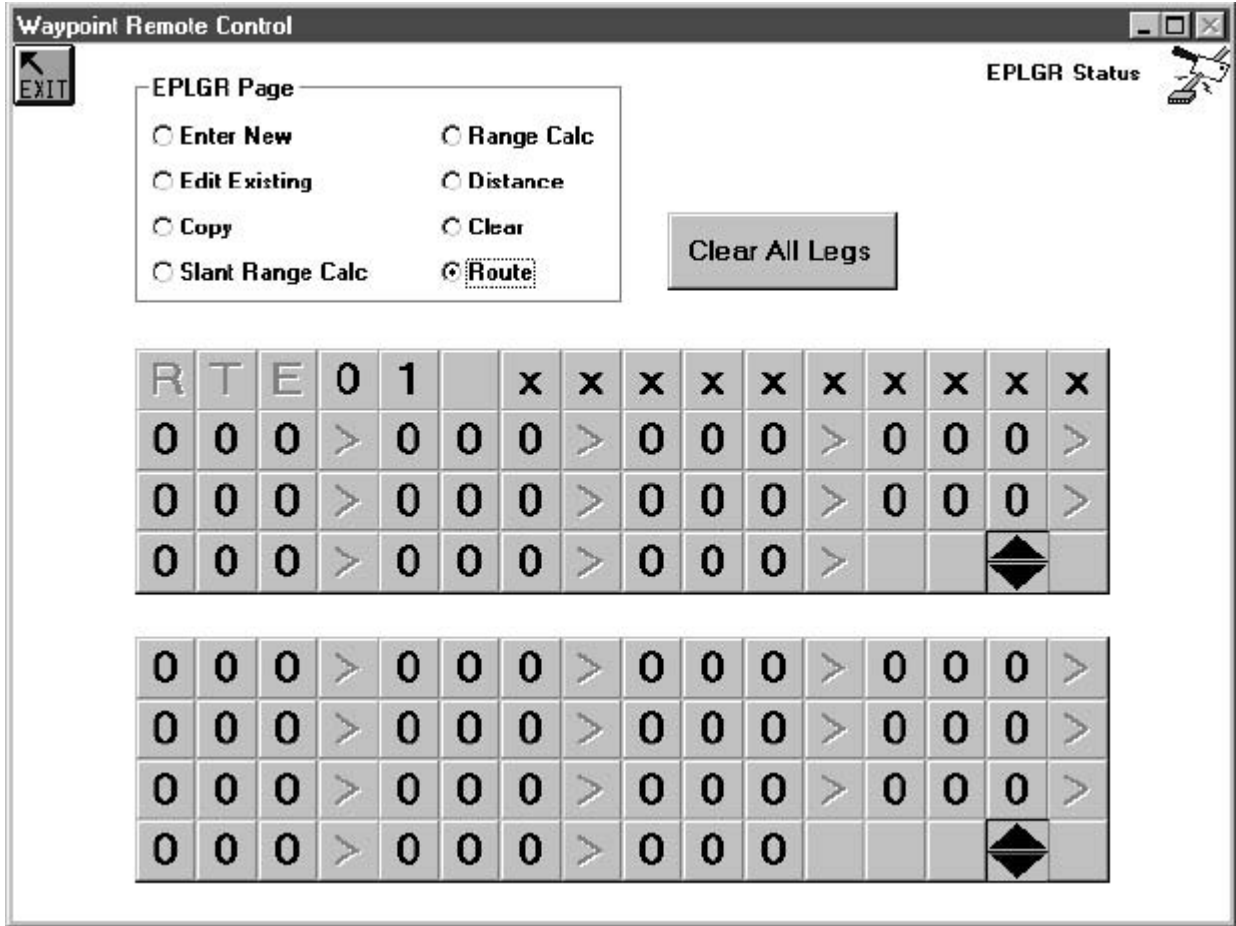 Waypoint Remote Control
EXIT
EPLGR Status
EPLGR Page
Enter New
Range Calc
Edit Existing
Distance
Copy
Clear
Slant Range Calc
Route
Clear All Legs
R T E 0 1 x x x x x x x x x x
0 0 0 > 0 0 0 > 0 0 0 > 0 0 0 >
0 0 0 > 0 0 0 > 0 0 0 > 0 0 0 >
0 0 0 > 0 0 0 > 0 0 0 >
0 0 0 > 0 0 0 > 0 0 0 > 0 0 0 >
0 0 0 > 0 0 0 > 0 0 0 > 0 0 0 >
0 0 0 > 0 0 0 > 0 0 0 > 0 0 0 >
0 0 0 > 0 0 0 > 0 0 0